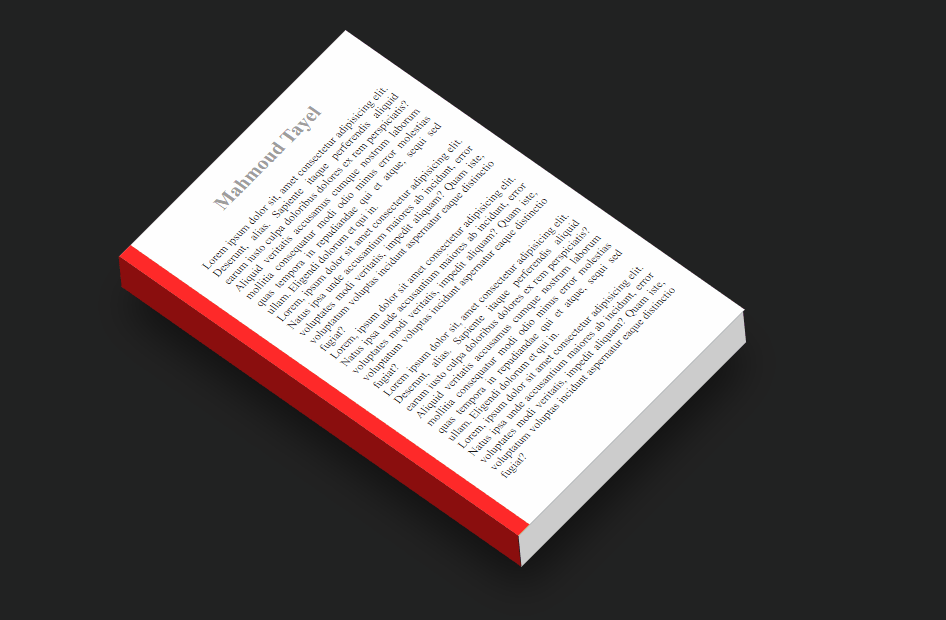 Mahmoud Tayel
Lorem ipsum dolor sit, amet consectetur adipisicing elit.
Deserunt, alias. Sapiente itaque perferendis aliquid
earum iusto culpa doloribus dolores ex rem perspiciatis?
Aliquid veritatis accusamus cumque nostrum laborum
mollitia consequatur modi odio minus error molestias
quas tempora in repudiandae qui et atque, sequi sed
ullam. Eligendi dolorum et qui in.
Lorem, ipsum dolor sit amet consectetur adipisicing elit.
Natus ipsa unde accusantium maiores ab incidunt, error
voluptates modi veritatis, impedit aliquam? Quam iste,
voluptatum voluptas incidunt aspernatur eaque distinctio
fugiat?
Lorem, ipsum dolor sit amet consectetur adipisicing elit.
Natus ipsa unde accusantium maiores ab incidunt, error
voluptates modi veritatis, impedit aliquam? Quam iste,
voluptatum voluptas incidunt aspernatur eaque distinctio
fugiat?
Lorem ipsum dolor sit, amet consectetur adipisicing elit.
Deserunt, alias. Sapiente itaque perferendis aliquid
earum iusto culpa doloribus dolores ex rem perspiciatis?
Aliquid veritatis accusamus cumque nostrum laborum
mollitia consequatur modi odio minus error molestias
quas tempora in repudiandae qui et atque, sequi sed
ullam. Eligendi dolorum et qui in.
Lorem, ipsum dolor sit amet consectetur adipisicing elit.
Natus ipsa unde accusantium maiores ab incidunt, error
voluptates modi veritatis, impedit aliquam? Quam iste,
voluptatum voluptas incidunt aspernatur eaque distinctio
fugiat?